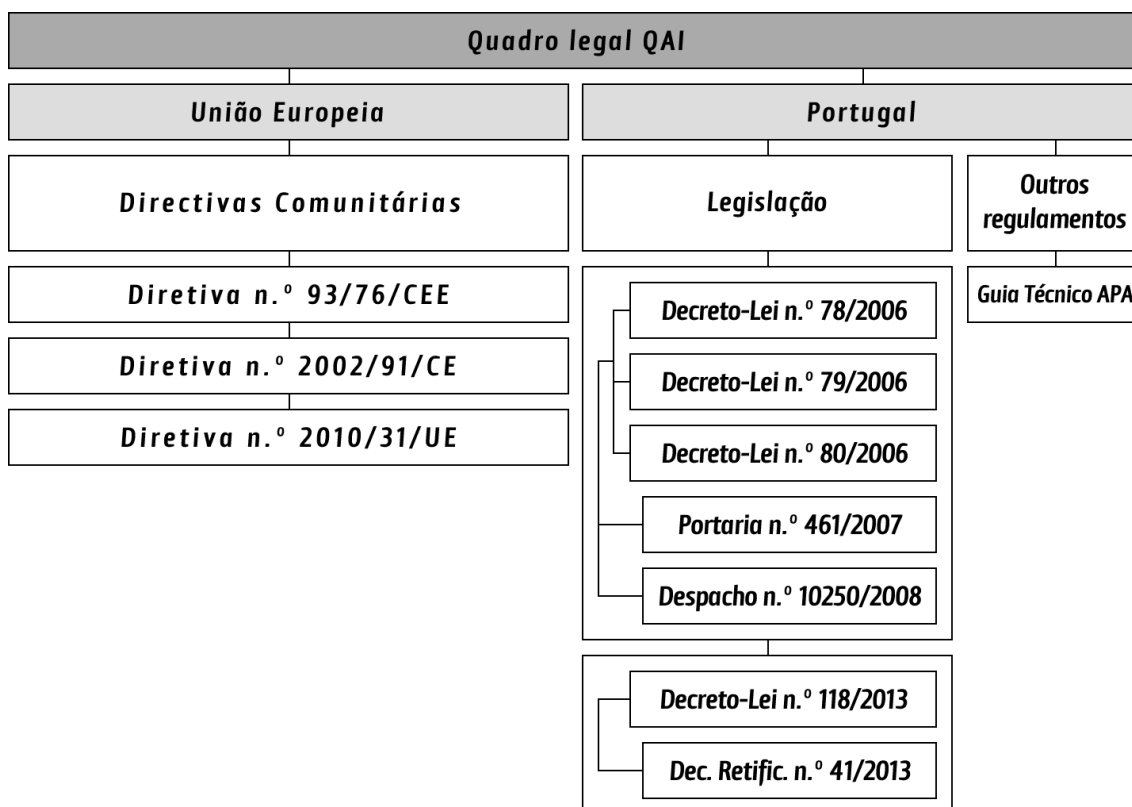 Quadro legal QAI
União Europeia
Portugal
Directivas Comunitárias
Legislação
Outros
regulamentos
Diretiva n.º 93/76/CEE
Diretiva n.º 2002/91/CE
Diretiva n.º 2010/31/UE
Decreto-Lei n.º 78/2006
Decreto-Lei n.º 79/2006
Decreto-Lei n.º 80/2006
Portaria n.º 461/2007
Despacho n.º 10250/2008
Decreto-Lei n.º 118/2013
Dec. Retific. n.º 41/2013
Guia Técnico APA